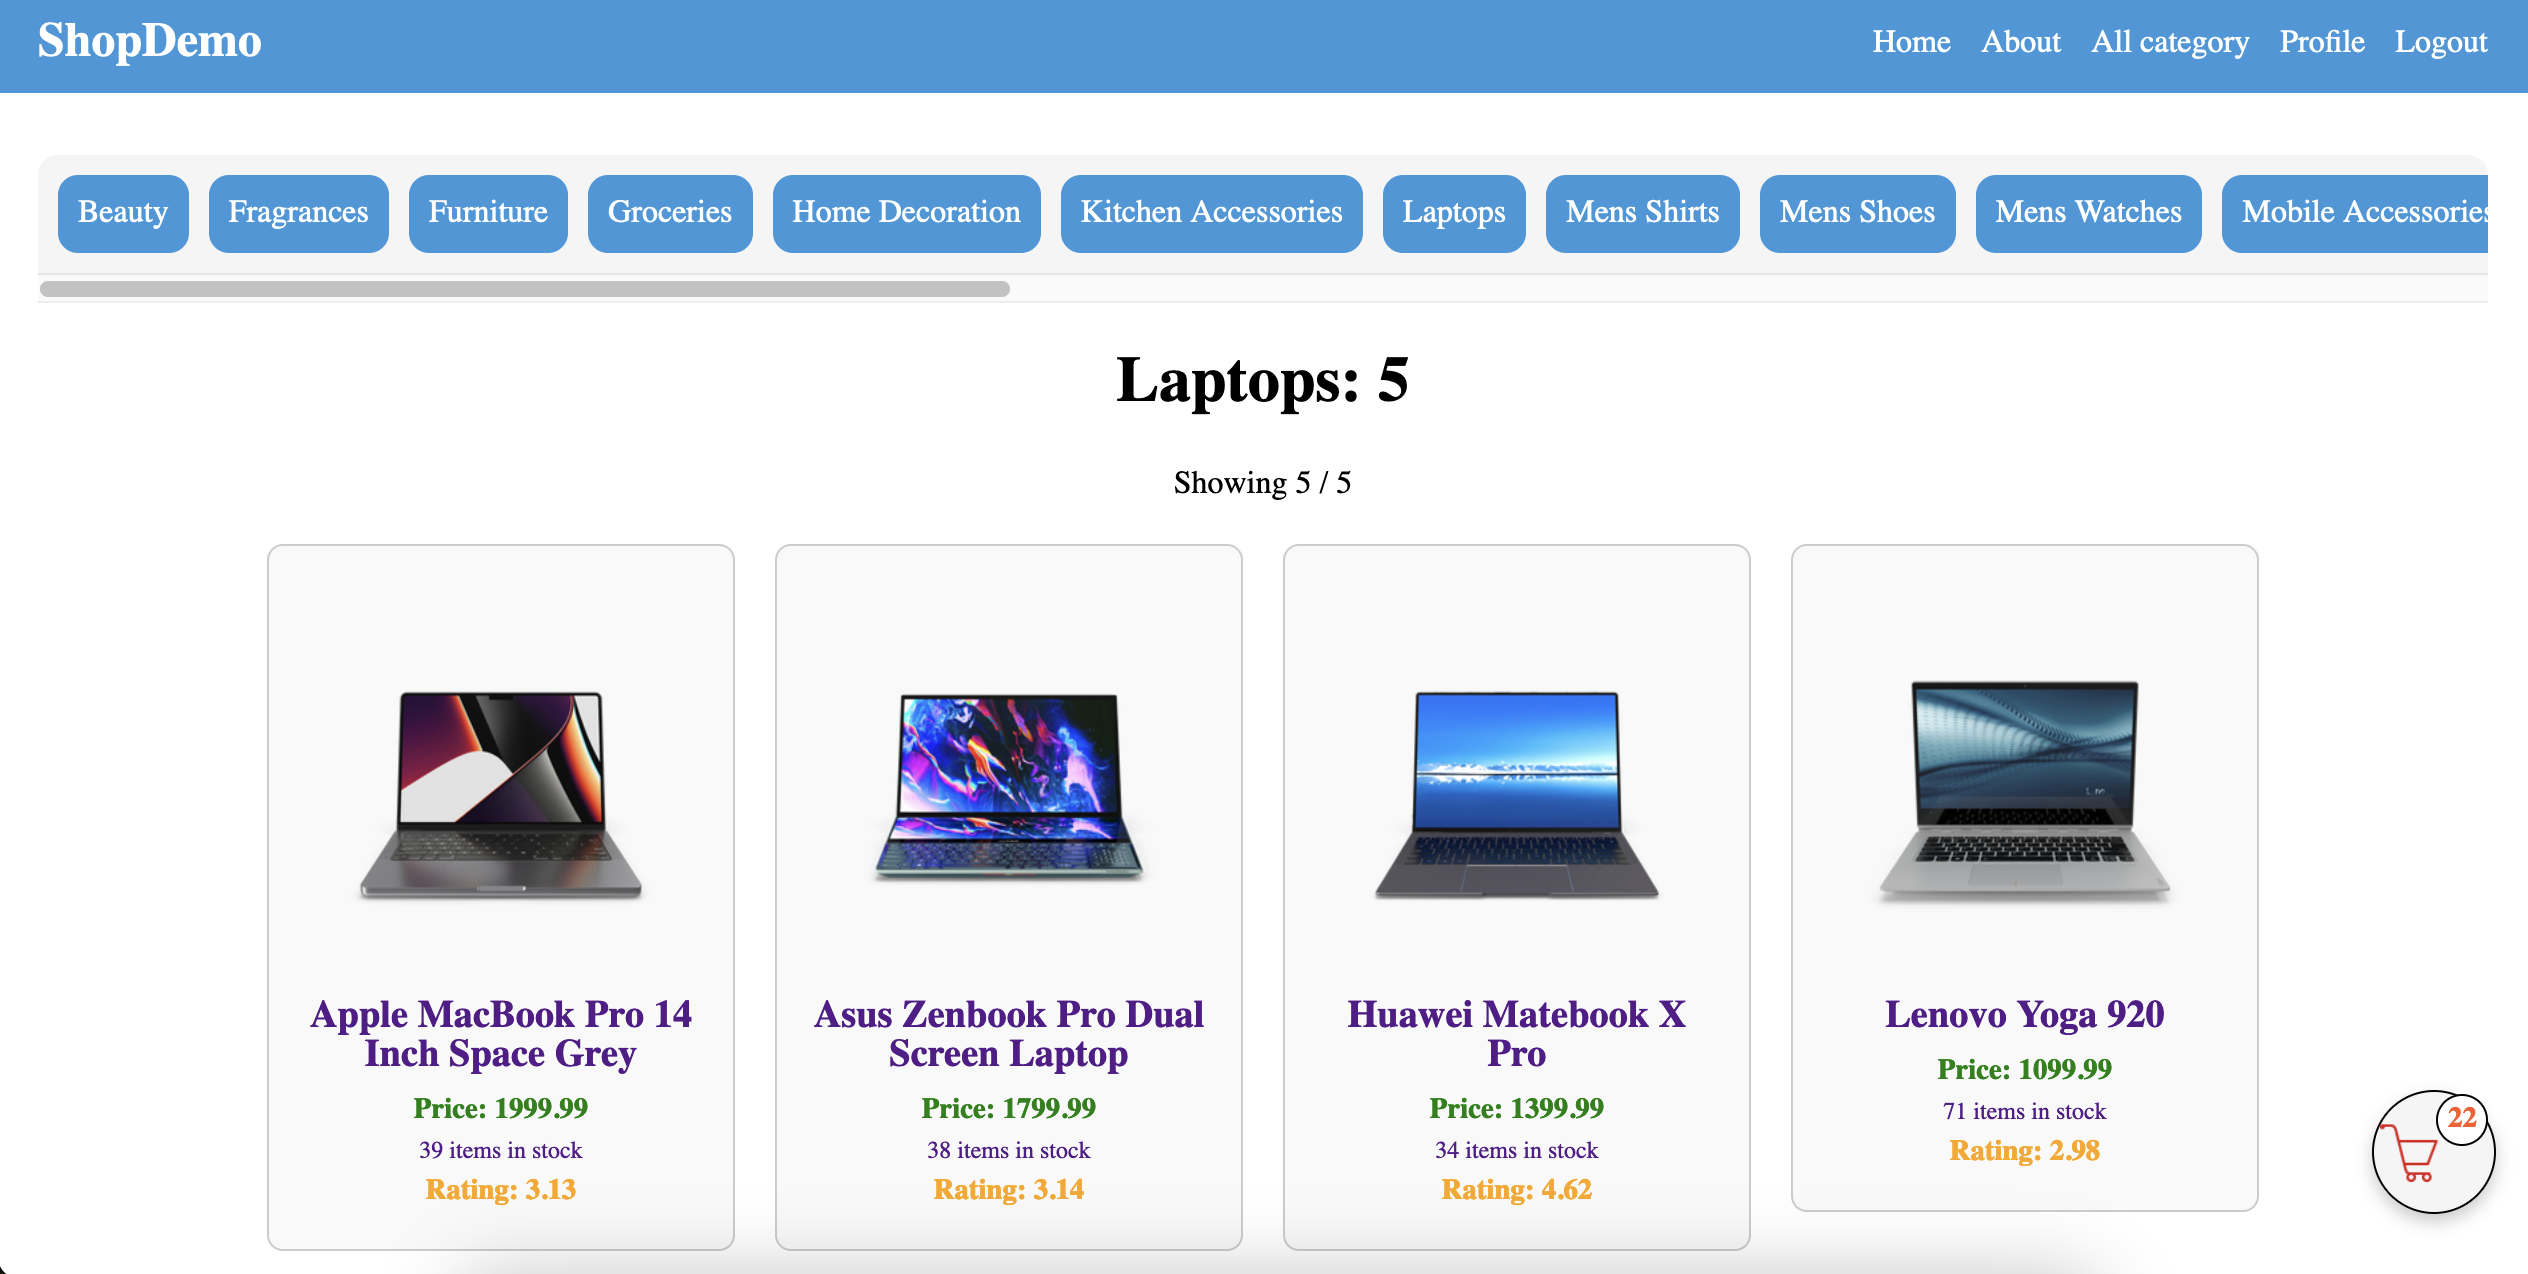 ShopDemo
Home About All category Profile Logout
Beauty Fragrances Furniture Groceries Home Decoration Kitchen Accessories Laptops Mens Shirts Mens Shoes Mens Watches Mobile Accessories
Laptops: 5
Showing 5 / 5
Apple MacBook Pro 14
Inch Space Grey
Price: 1999.99
39 items in stock
Rating: 3.13
Asus Zenbook Pro Dual
Screen Laptop
Price: 1799.99
38 items in stock
Rating: 3.14
Huawei Matebook X
Pro
Price: 1399.99
34 items in stock
Rating: 4.62
Lenovo Yoga 920
Price: 1099.99
71 items in stock
Rating: 2.98
22